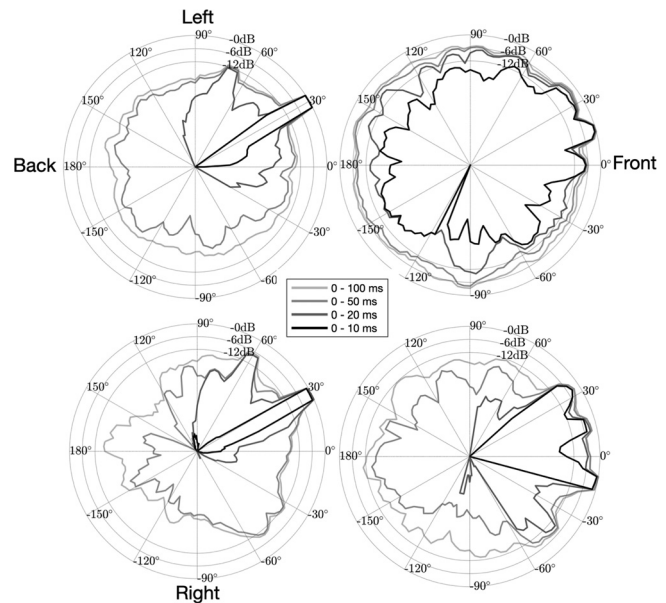 Left
90°
-0dB
-6dB
-12dB
60°
30°
0°
-30°
-60°
-90°
-120°
-150°
180°
150°
120°
Back
90°
-0dB
-6dB
-12dB
60°
30°
0°
-30°
-60°
-90°
-120°
-150°
180°
150°
120°
Front
0 - 100 ms
0 - 50 ms
0 - 20 ms
0 - 10 ms
90°
-0dB
-6dB
-12dB
60°
30°
0°
-30°
-60°
-90°
-120°
-150°
180°
150°
120°
Right
90°
-0dB
-6dB
-12dB
60°
30°
0°
-30°
-60°
-90°
-120°
-150°
180°
150°
120°